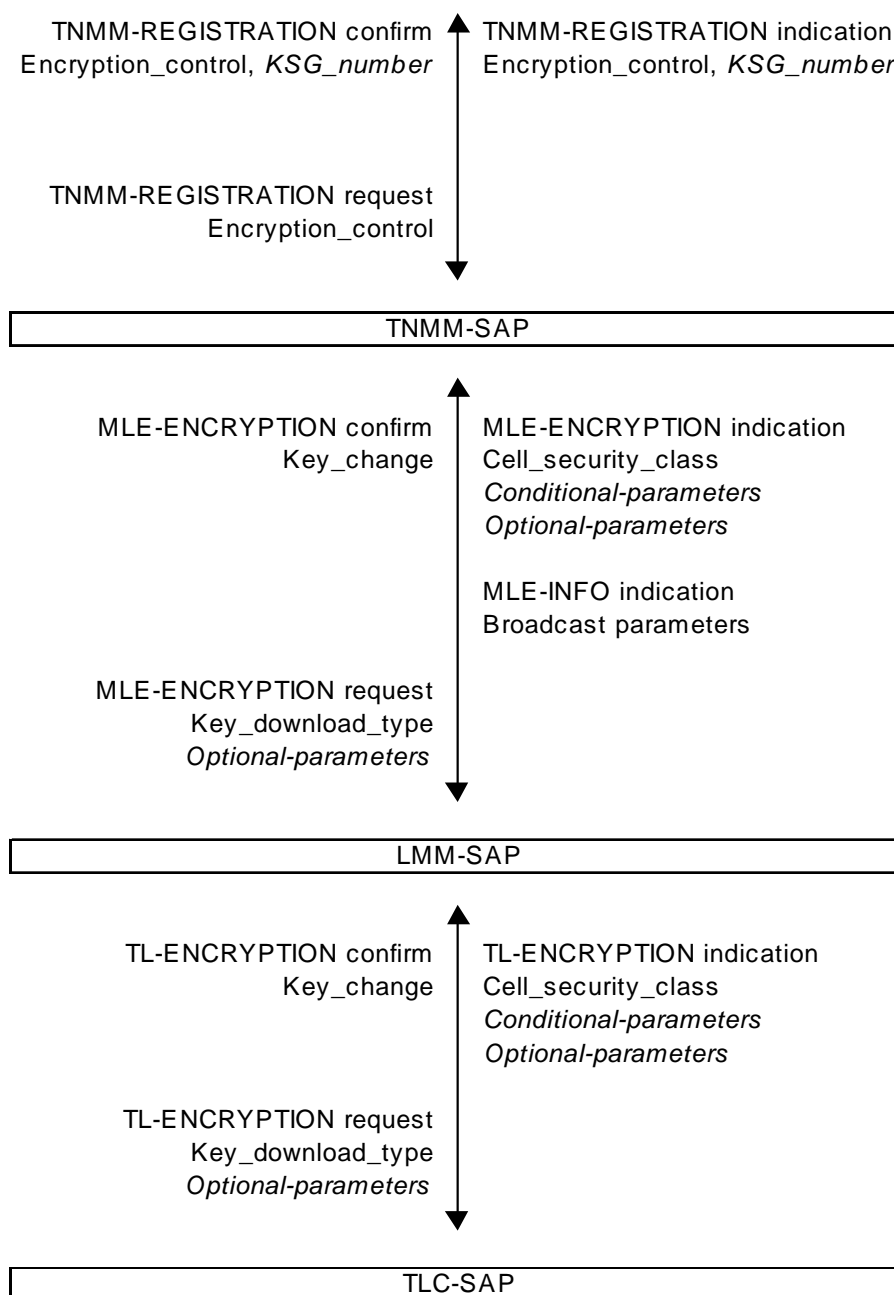 TNMM-REGISTRATION confirm
Encryption_control, KSG_number
TNMM-REGISTRATION indication
Encryption_control, KSG_number
TNMM-REGISTRATION request
Encryption_control
TNMM-SAP
MLE-ENCRYPTION confirm
Key_change
MLE-ENCRYPTION indication
Cell_security_class
Conditional-parameters
Optional-parameters
MLE-INFO indication
Broadcast parameters
MLE-ENCRYPTION request
Key_download_type
Optional-parameters
LMM-SAP
TL-ENCRYPTION confirm
Key_change
TL-ENCRYPTION indication
Cell_security_class
Conditional-parameters
Optional-parameters
TL-ENCRYPTION request
Key_download_type
Optional-parameters
TLC-SAP